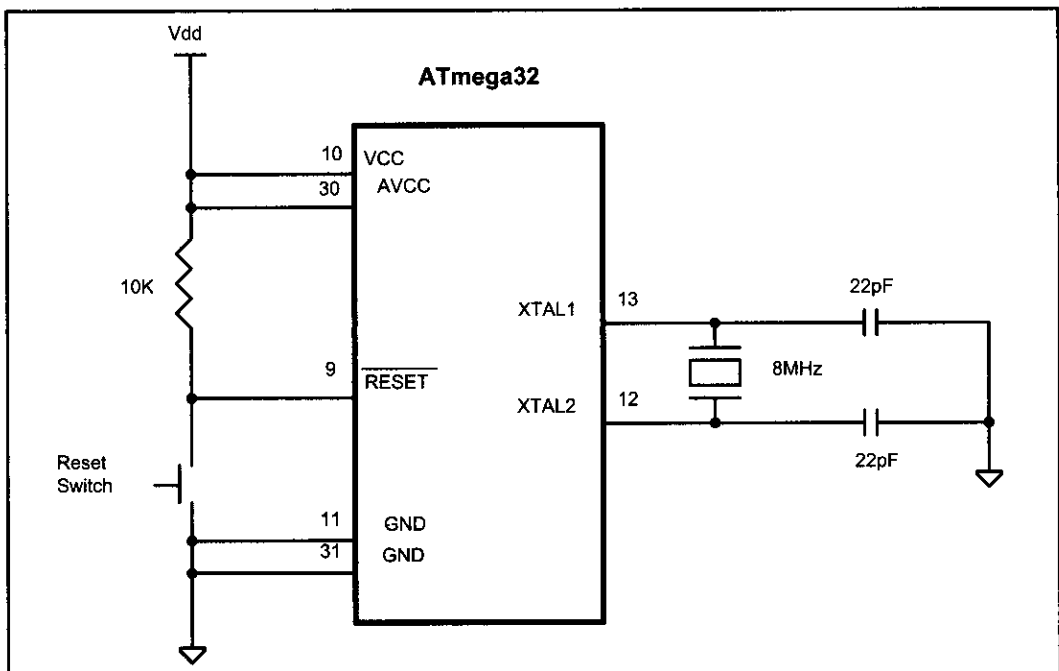 Vdd
ATmega32
10 VCC
30 AVCC
10K
9 RESET
Reset
Switch
11 GND
31 GND
XTAL1 13
XTAL2 12
8MHz
22pF
22pF